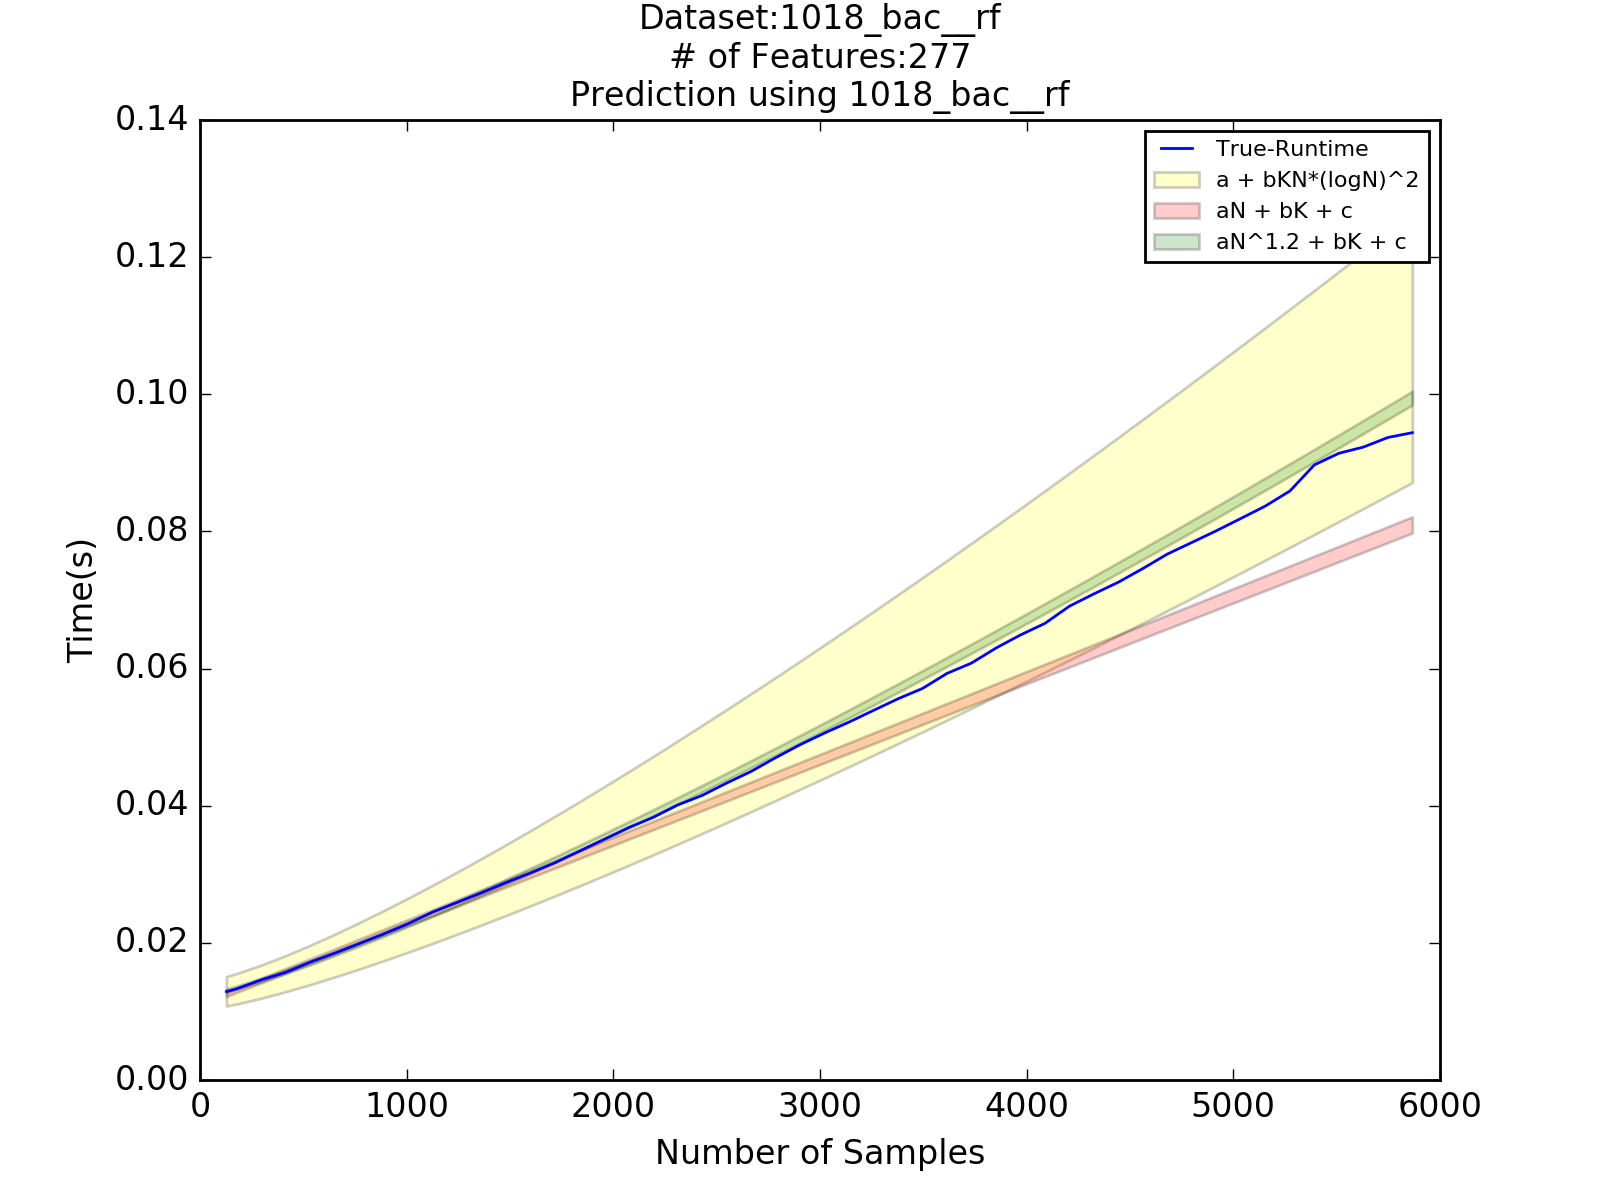 Dataset:1018_bac__rf
# of Features:277
Prediction using 1018_bac__rf
True-Runtime
a + bKN*(logN)^2
aN + bK + c
aN^1.2 + bK + c
0.14
0.12
0.10
0.08
0.06
0.04
0.02
0.00
Time(s)
0 1000 2000 3000 4000 5000 6000
Number of Samples